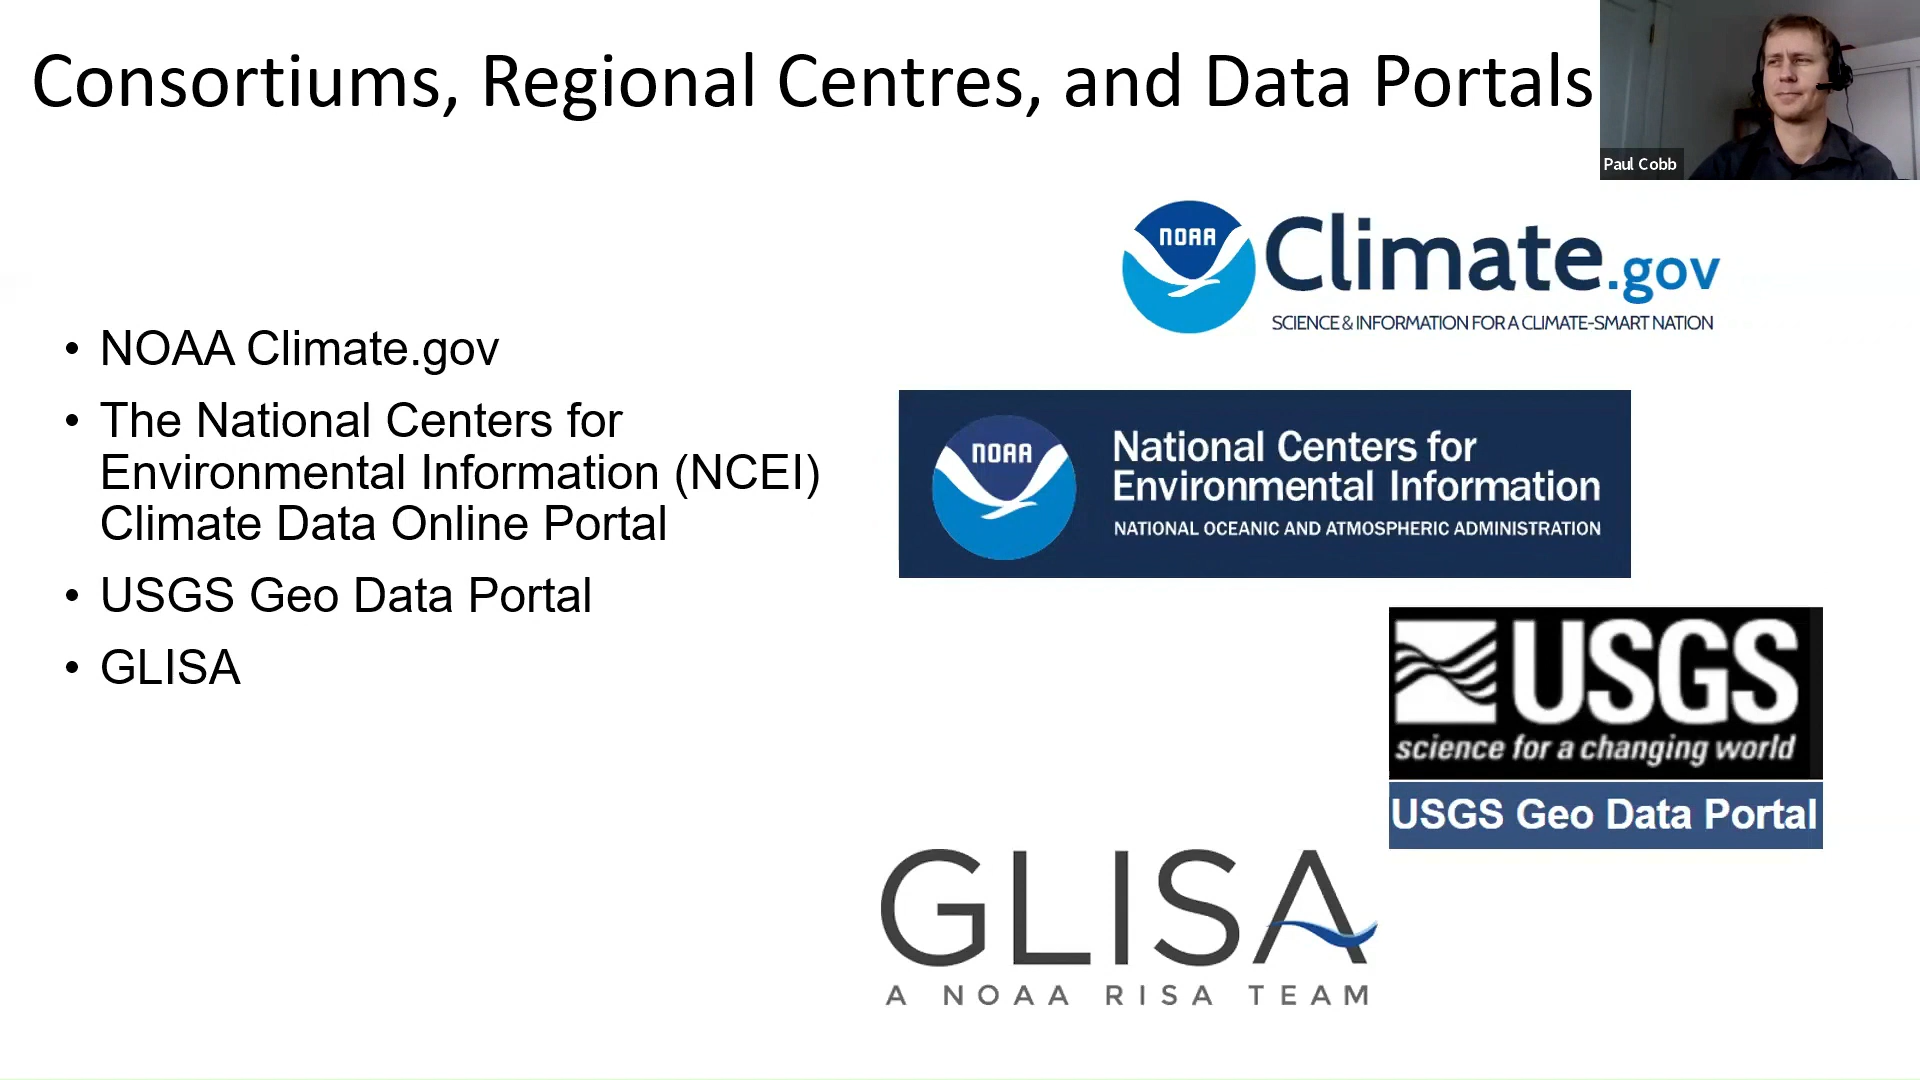 Consortiums, Regional Centres, and Data Portals
Paul Cobb
NOAA
Climate.gov
SCIENCE & INFORMATION FOR A CLIMATE-SMART NATION
• NOAA Climate.gov
• The National Centers for
Environmental Information (NCEI)
Climate Data Online Portal
• USGS Geo Data Portal
• GLISA
NOAA
National Centers for
Environmental Information
NATIONAL OCEANIC AND ATMOSPHERIC ADMINISTRATION
USGS
science for a changing world
USGS Geo Data Portal
GLISA
A NOAA RISA TEAM